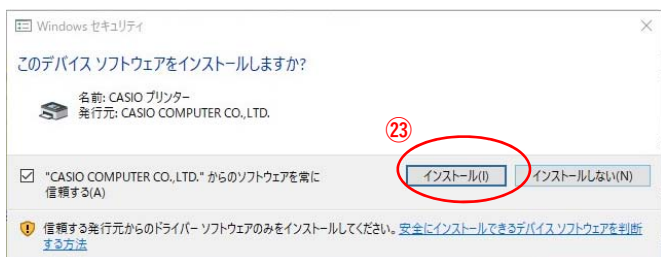 Windows セキュリティ
このデバイス ソフトウェアをインストールしますか?
名前: CASIO プリンター
発行元: CASIO COMPUTER CO.,LTD.
㉓
"CASIO COMPUTER CO.,LTD." からのソフトウェアを常に
信頼する(A)
インストール(I)
インストールしない(N)
信頼する発行元からのドライバー ソフトウェアのみをインストールしてください。安全にインストールできるデバイス ソフトウェアを判断
する方法